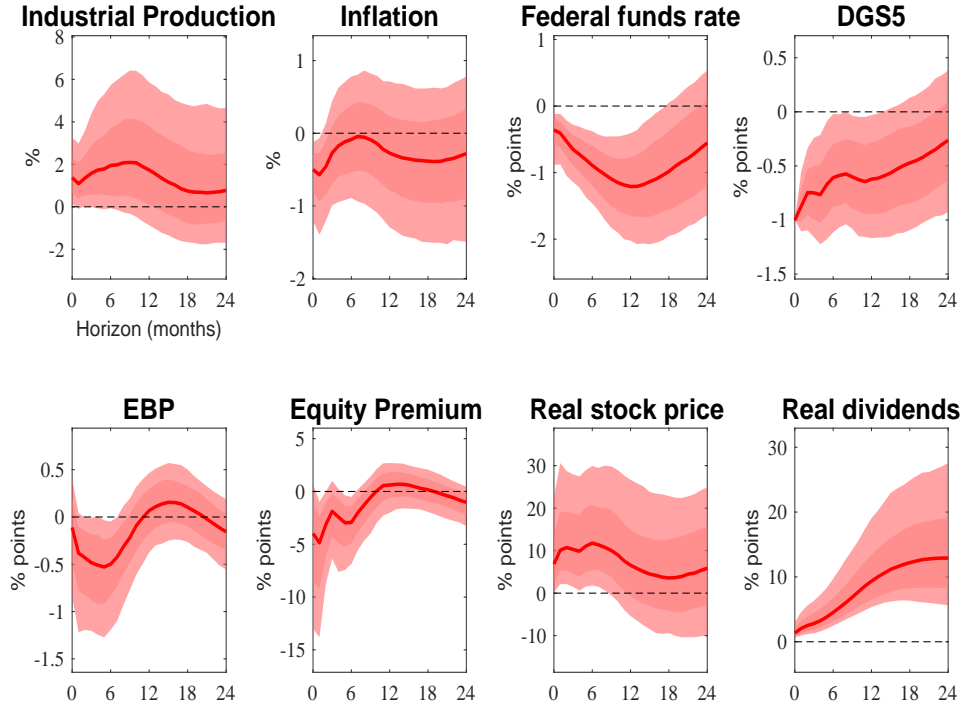 Industrial Production
%
8
6
4
2
0
-2
0 6 12 18 24
Horizon (months)
Inflation
%
1
0
-1
-2
0 6 12 18 24
Federal funds rate
% points
1
0
-1
-2
0 6 12 18 24
DGS5
% points
0.5
0
-0.5
-1
-1.5
0 6 12 18 24
EBP
% points
0.5
0
-0.5
-1
-1.5
0 6 12 18 24
Equity Premium
% points
5
0
-5
-10
-15
0 6 12 18 24
Real stock price
% points
30
20
10
0
-10
0 6 12 18 24
Real dividends
% points
30
20
10
0
0 6 12 18 24